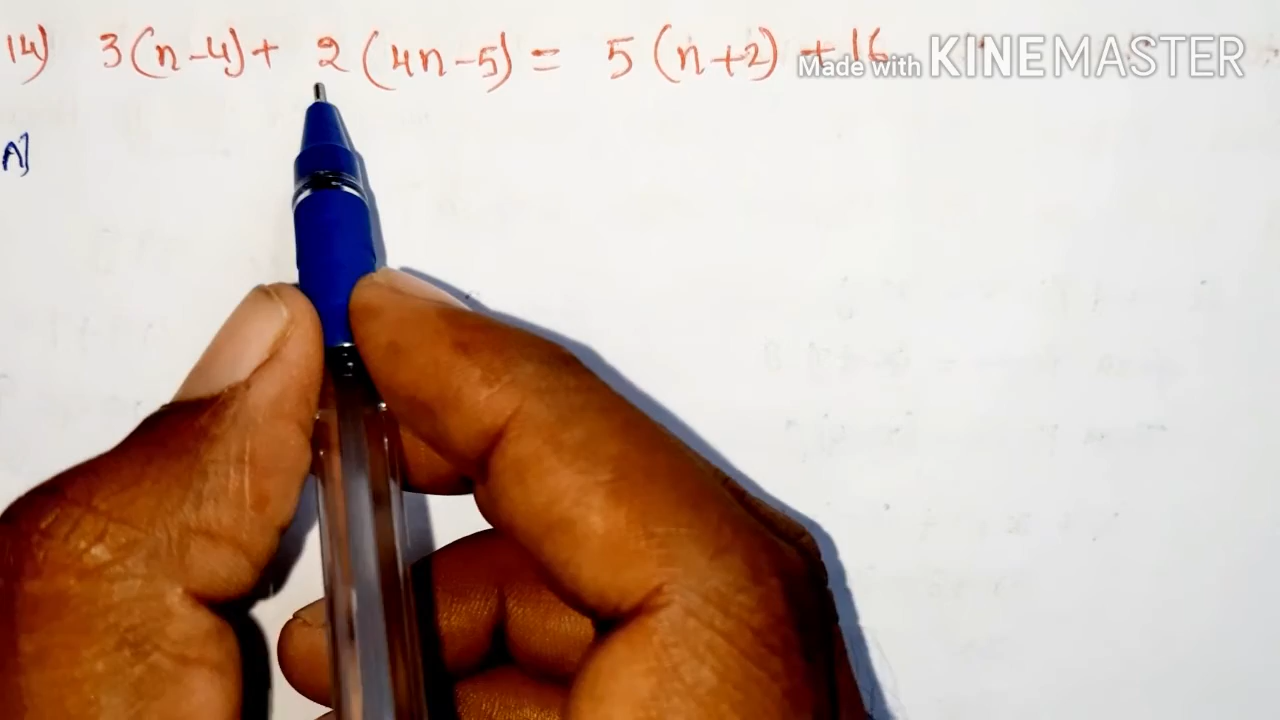 14) 3(n-4)+ 2(4n-5) = 5(n+2) +16
Made with KINEMASTER
A]